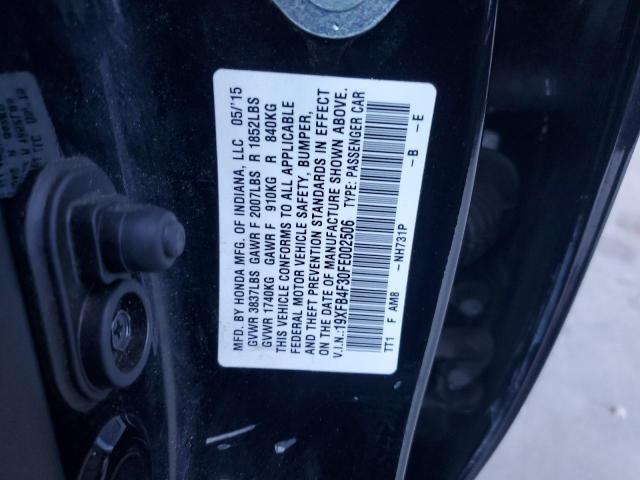 MFD. BY HONDA MFG. OF INDIANA, LLC 05/'15
GVWR 3837LBS GAWR F 2007LBS R 1852LBS
GVWR 1740KG GAWR F 910KG R 840KG
THIS VEHICLE CONFORMS TO ALL APPLICABLE
FEDERAL MOTOR VEHICLE SAFETY, BUMPER,
AND THEFT PREVENTION STANDARDS IN EFFECT
ON THE DATE OF MANUFACTURE SHOWN ABOVE.
V.I.N.:19XFB4F30FE002506 TYPE:PASSENGER CAR
-NH731P -B -E
TT1 F AM8